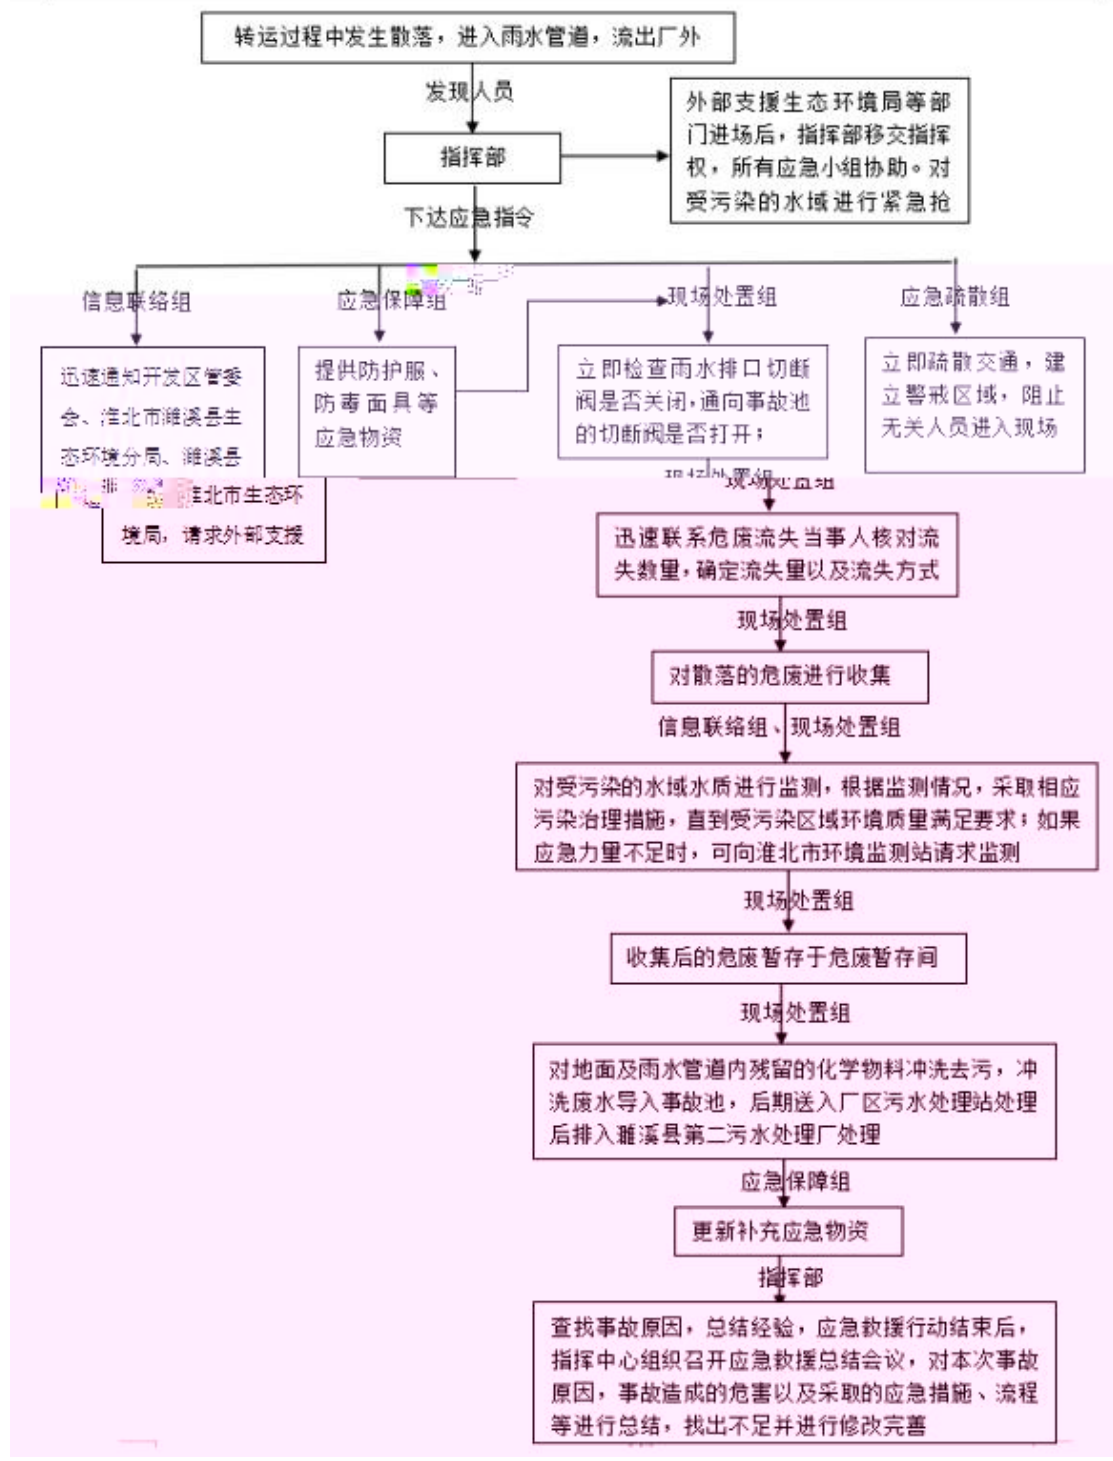 转运过程中发生散落，进入雨水管道，流出厂外
发现人员
指挥部
外部支援生态环境局等部
门进场后，指挥部移交指挥
权，所有应急小组协助。对
受污染的水域进行紧急抢
下达应急指令
信息联络组
应急保障组
现场处置组
应急疏散组
迅速通知开发区管委
会、淮北市濉溪县生
态环境分局、濉溪县
淮北市生态环
境局，请求外部支援
提供防护服、
防毒面具等
应急物资
立即检查雨水排口切断
阀是否关闭，通向事故池
的切断阀是否打开；
立即疏散交通，建
立警戒区域，阻止
无关人员进入现场
现场处置组
现场处置组
迅速联系危废流失当事人核对流
失数量，确定流失量以及流失方式
现场处置组
对散落的危废进行收集
信息联络组、现场处置组
对受污染的水域水质进行监测，根据监测情况，采取相应
污染治理措施，直到受污染区域环境质量满足要求；如果
应急力量不足时，可向淮北市环境监测站请求监测
现场处置组
收集后的危废暂存于危废暂存间
现场处置组
对地面及雨水管道内残留的化学物料冲洗去污，冲
洗废水导入事故池，后期送入厂区污水处理站处理
后排入濉溪县第二污水处理厂处理
应急保障组
更新补充应急物资
指挥部
查找事故原因，总结经验，应急救援行动结束后，
指挥中心组织召开应急救援总结会议，对本次事故
原因，事故造成的危害以及采取的应急措施、流程
等进行总结，找出不足并进行修改完善